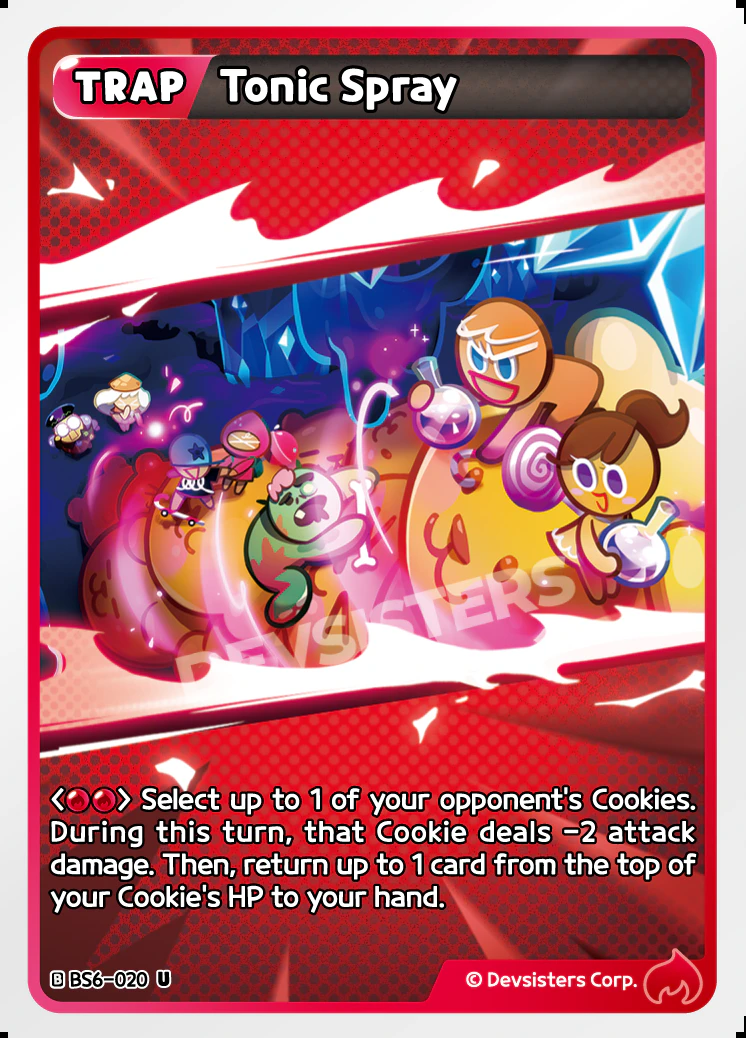 TRAP Tonic Spray
DEVSISTERS
<●●> Select up to 1 of your opponent's Cookies.
During this turn, that Cookie deals -2 attack
damage. Then, return up to 1 card from the top of
your Cookie's HP to your hand.
B BS6-020 U © Devsisters Corp.